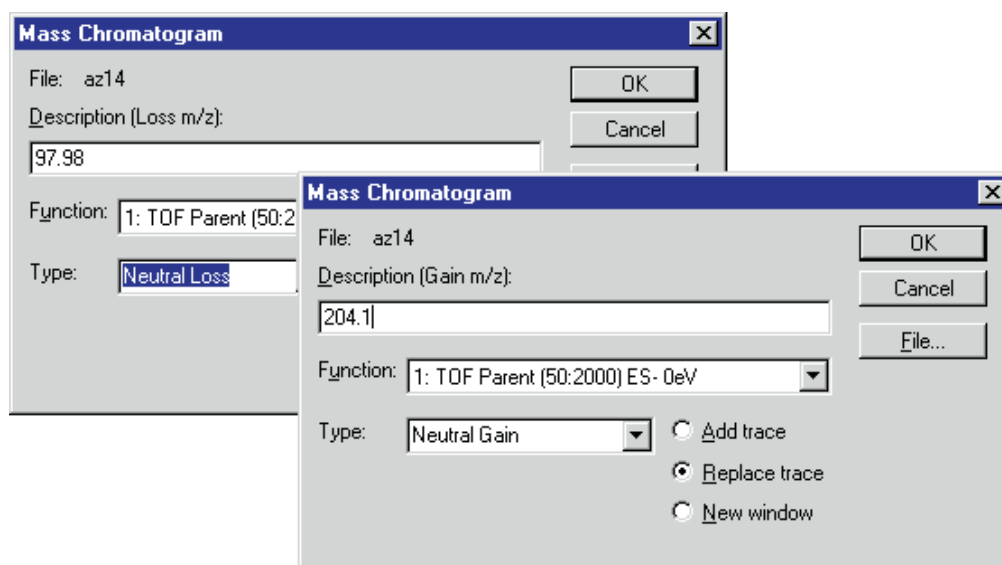 Mass Chromatogram
File: az14
Description (Loss m/z):
97.98
Function: 1: TOF Parent (50:2
Type: Neutral Loss
OK
Cancel
Mass Chromatogram
File: az14
Description (Gain m/z):
204.1
Function: 1: TOF Parent (50:2000) ES- 0eV
Type: Neutral Gain
Add trace
Replace trace
New window
OK
Cancel
File...